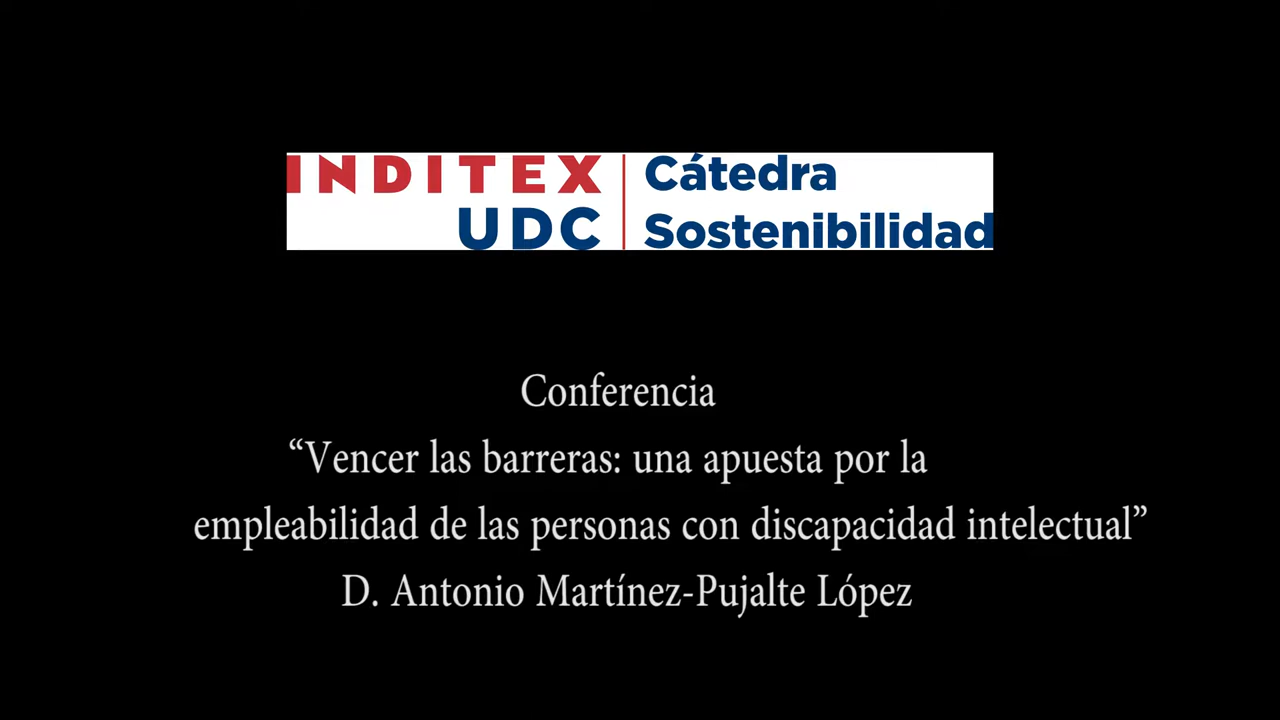 INDITEX
UDC
Cátedra
Sostenibilidad
Conferencia
“Vencer las barreras: una apuesta por la
empleabilidad de las personas con discapacidad intelectual”
D. Antonio Martínez-Pujalte López